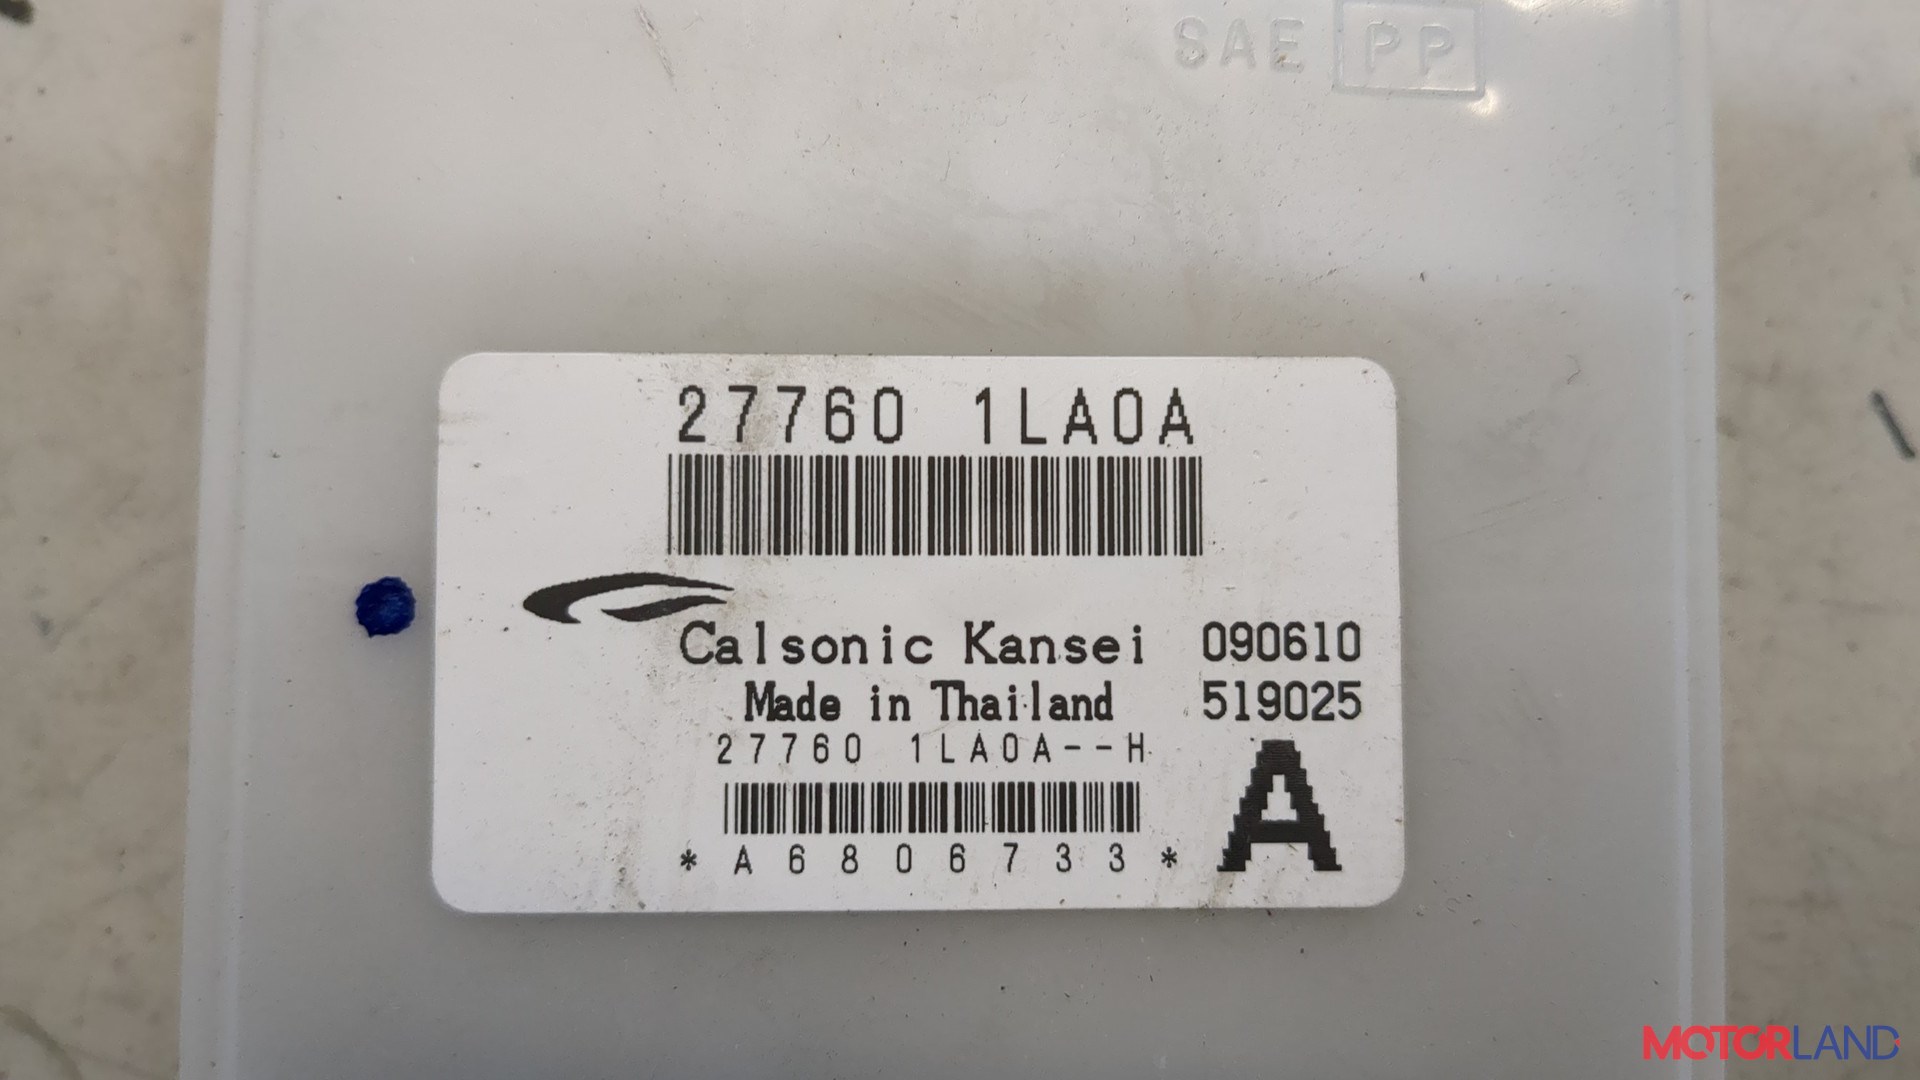 SAE PP
27760 1LA0A
Calsonic Kansei 090610
Made in Thailand 519025
27760 1LA0A--H
A
*A6806733*
MOTORLAND